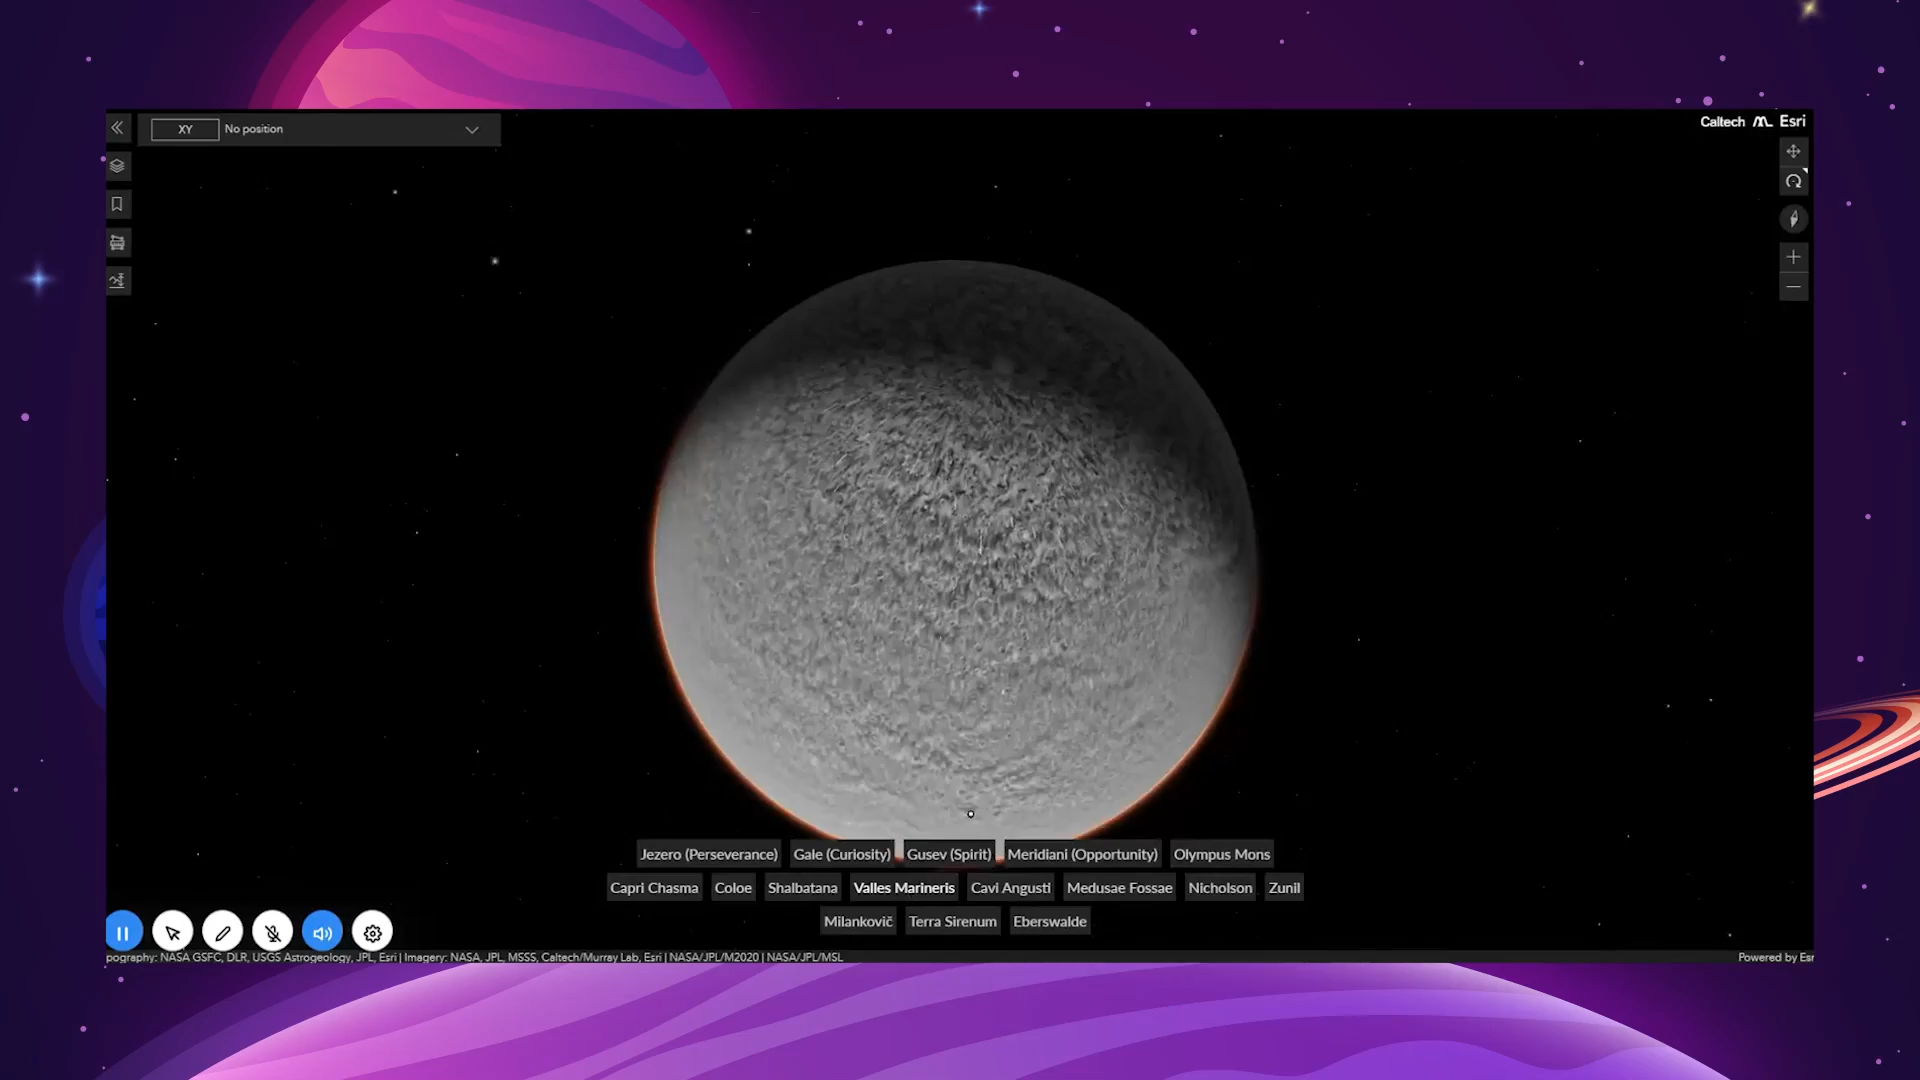 XY No position
Caltech Esri
Jezero (Perseverance) Gale (Curiosity) Gusev (Spirit) Meridiani (Opportunity) Olympus Mons
Capri Chasma Coloe Shalbatana Valles Marineris Cavi Angusti Medusae Fossae Nicholson Zunil
Milankovič Terra Sirenum Eberswalde
pography: NASA GSFC, DLR, USGS Astrogeology, JPL, Esri | Imagery: NASA, JPL, MSSS, Caltech/Murray Lab, Esri | NASA/JPL/M2020 | NASA/JPL/MSL
Powered by Esr